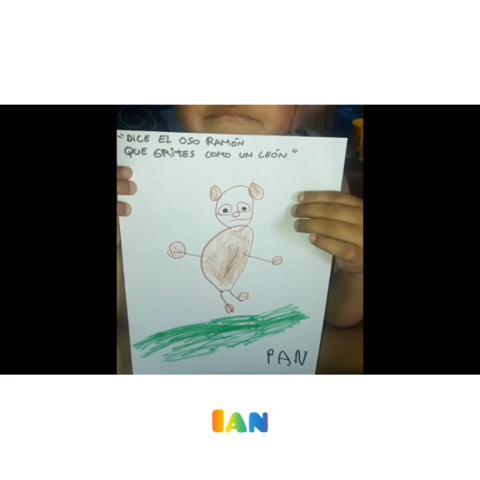 "DICE EL OSO RAMÓN
QUE GRITES COMO UN LEÓN"
PAN
IAN